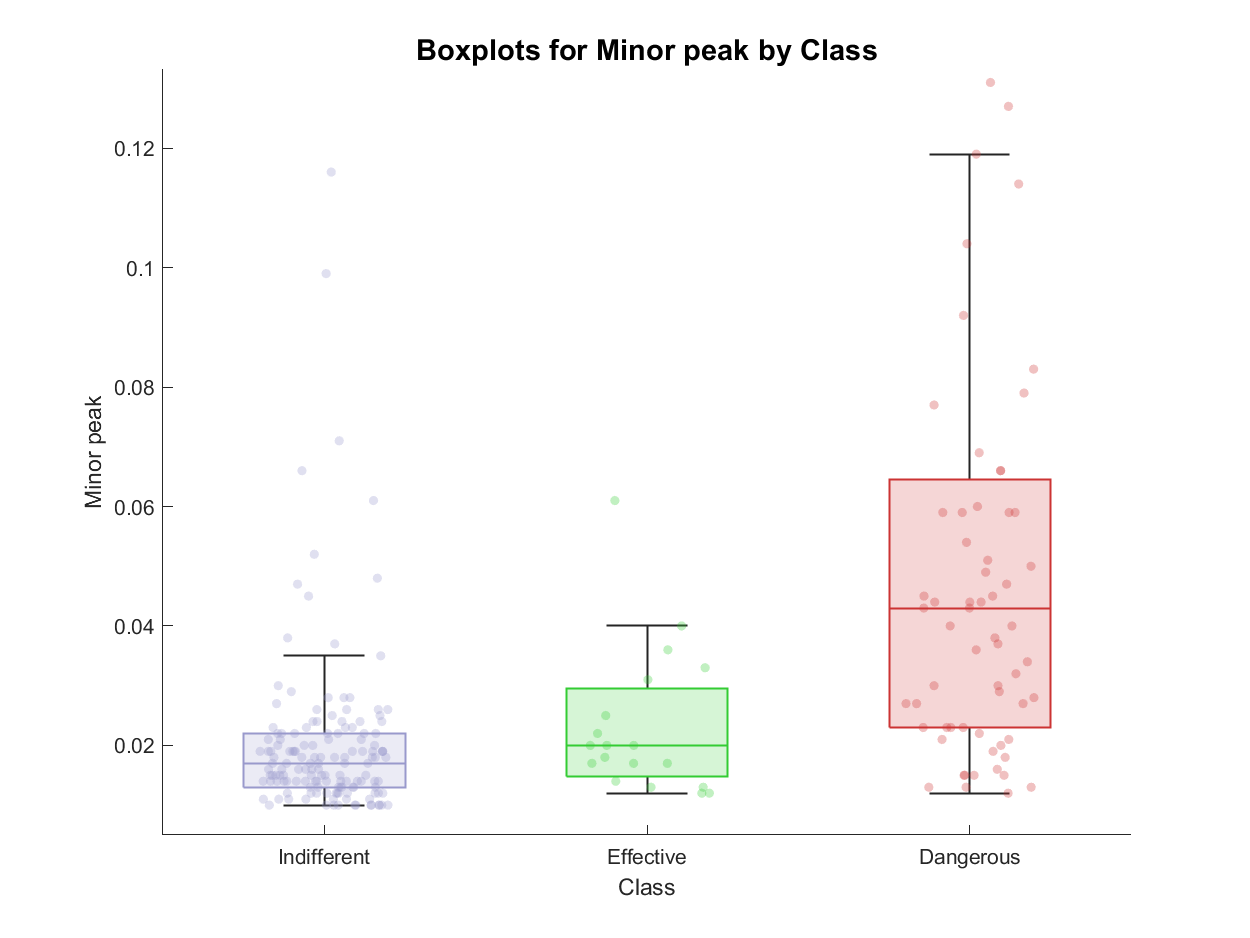 Boxplots for Minor peak by Class
0.12
0.1
0.08
0.06
0.04
0.02
Minor peak
Indifferent
Effective
Dangerous
Class